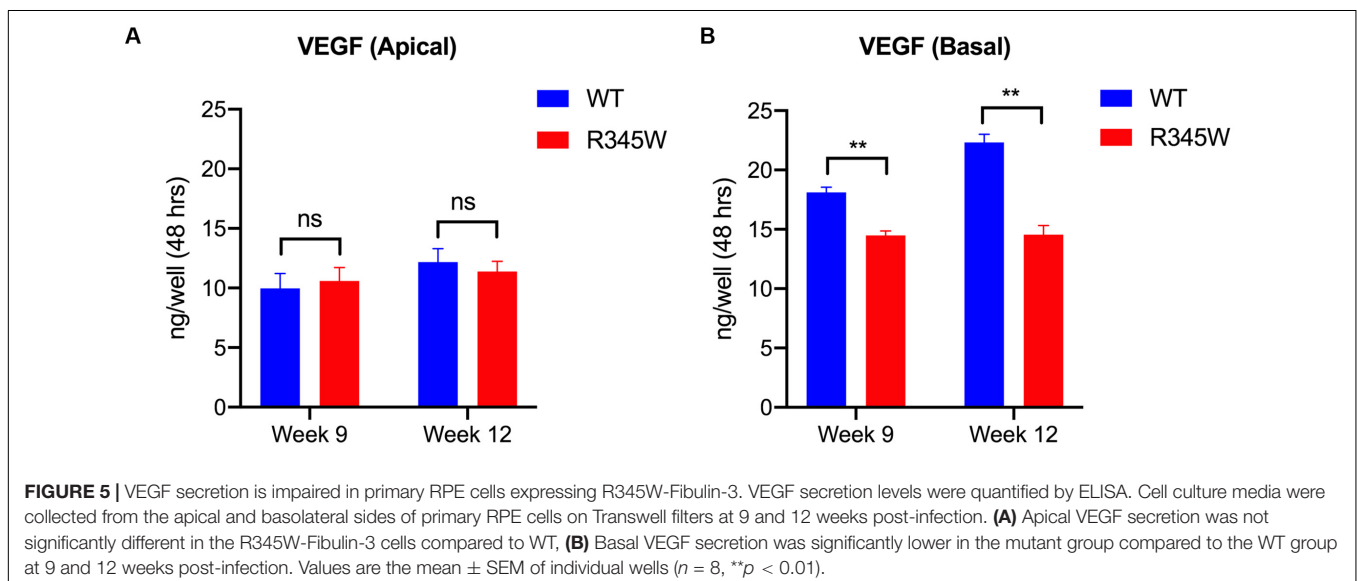 A
VEGF (Apical)
WT
R345W
25
20
15
10
5
0
ng/well (48 hrs)
ns
ns
Week 9
Week 12
B
VEGF (Basal)
WT
R345W
25
20
15
10
5
0
ng/well (48 hrs)
**
**
Week 9
Week 12
FIGURE 5 | VEGF secretion is impaired in primary RPE cells expressing R345W-Fibulin-3. VEGF secretion levels were quantified by ELISA. Cell culture media were
collected from the apical and basolateral sides of primary RPE cells on Transwell filters at 9 and 12 weeks post-infection. (A) Apical VEGF secretion was not
significantly different in the R345W-Fibulin-3 cells compared to WT, (B) Basal VEGF secretion was significantly lower in the mutant group compared to the WT group
at 9 and 12 weeks post-infection. Values are the mean ± SEM of individual wells (n = 8, **p < 0.01).